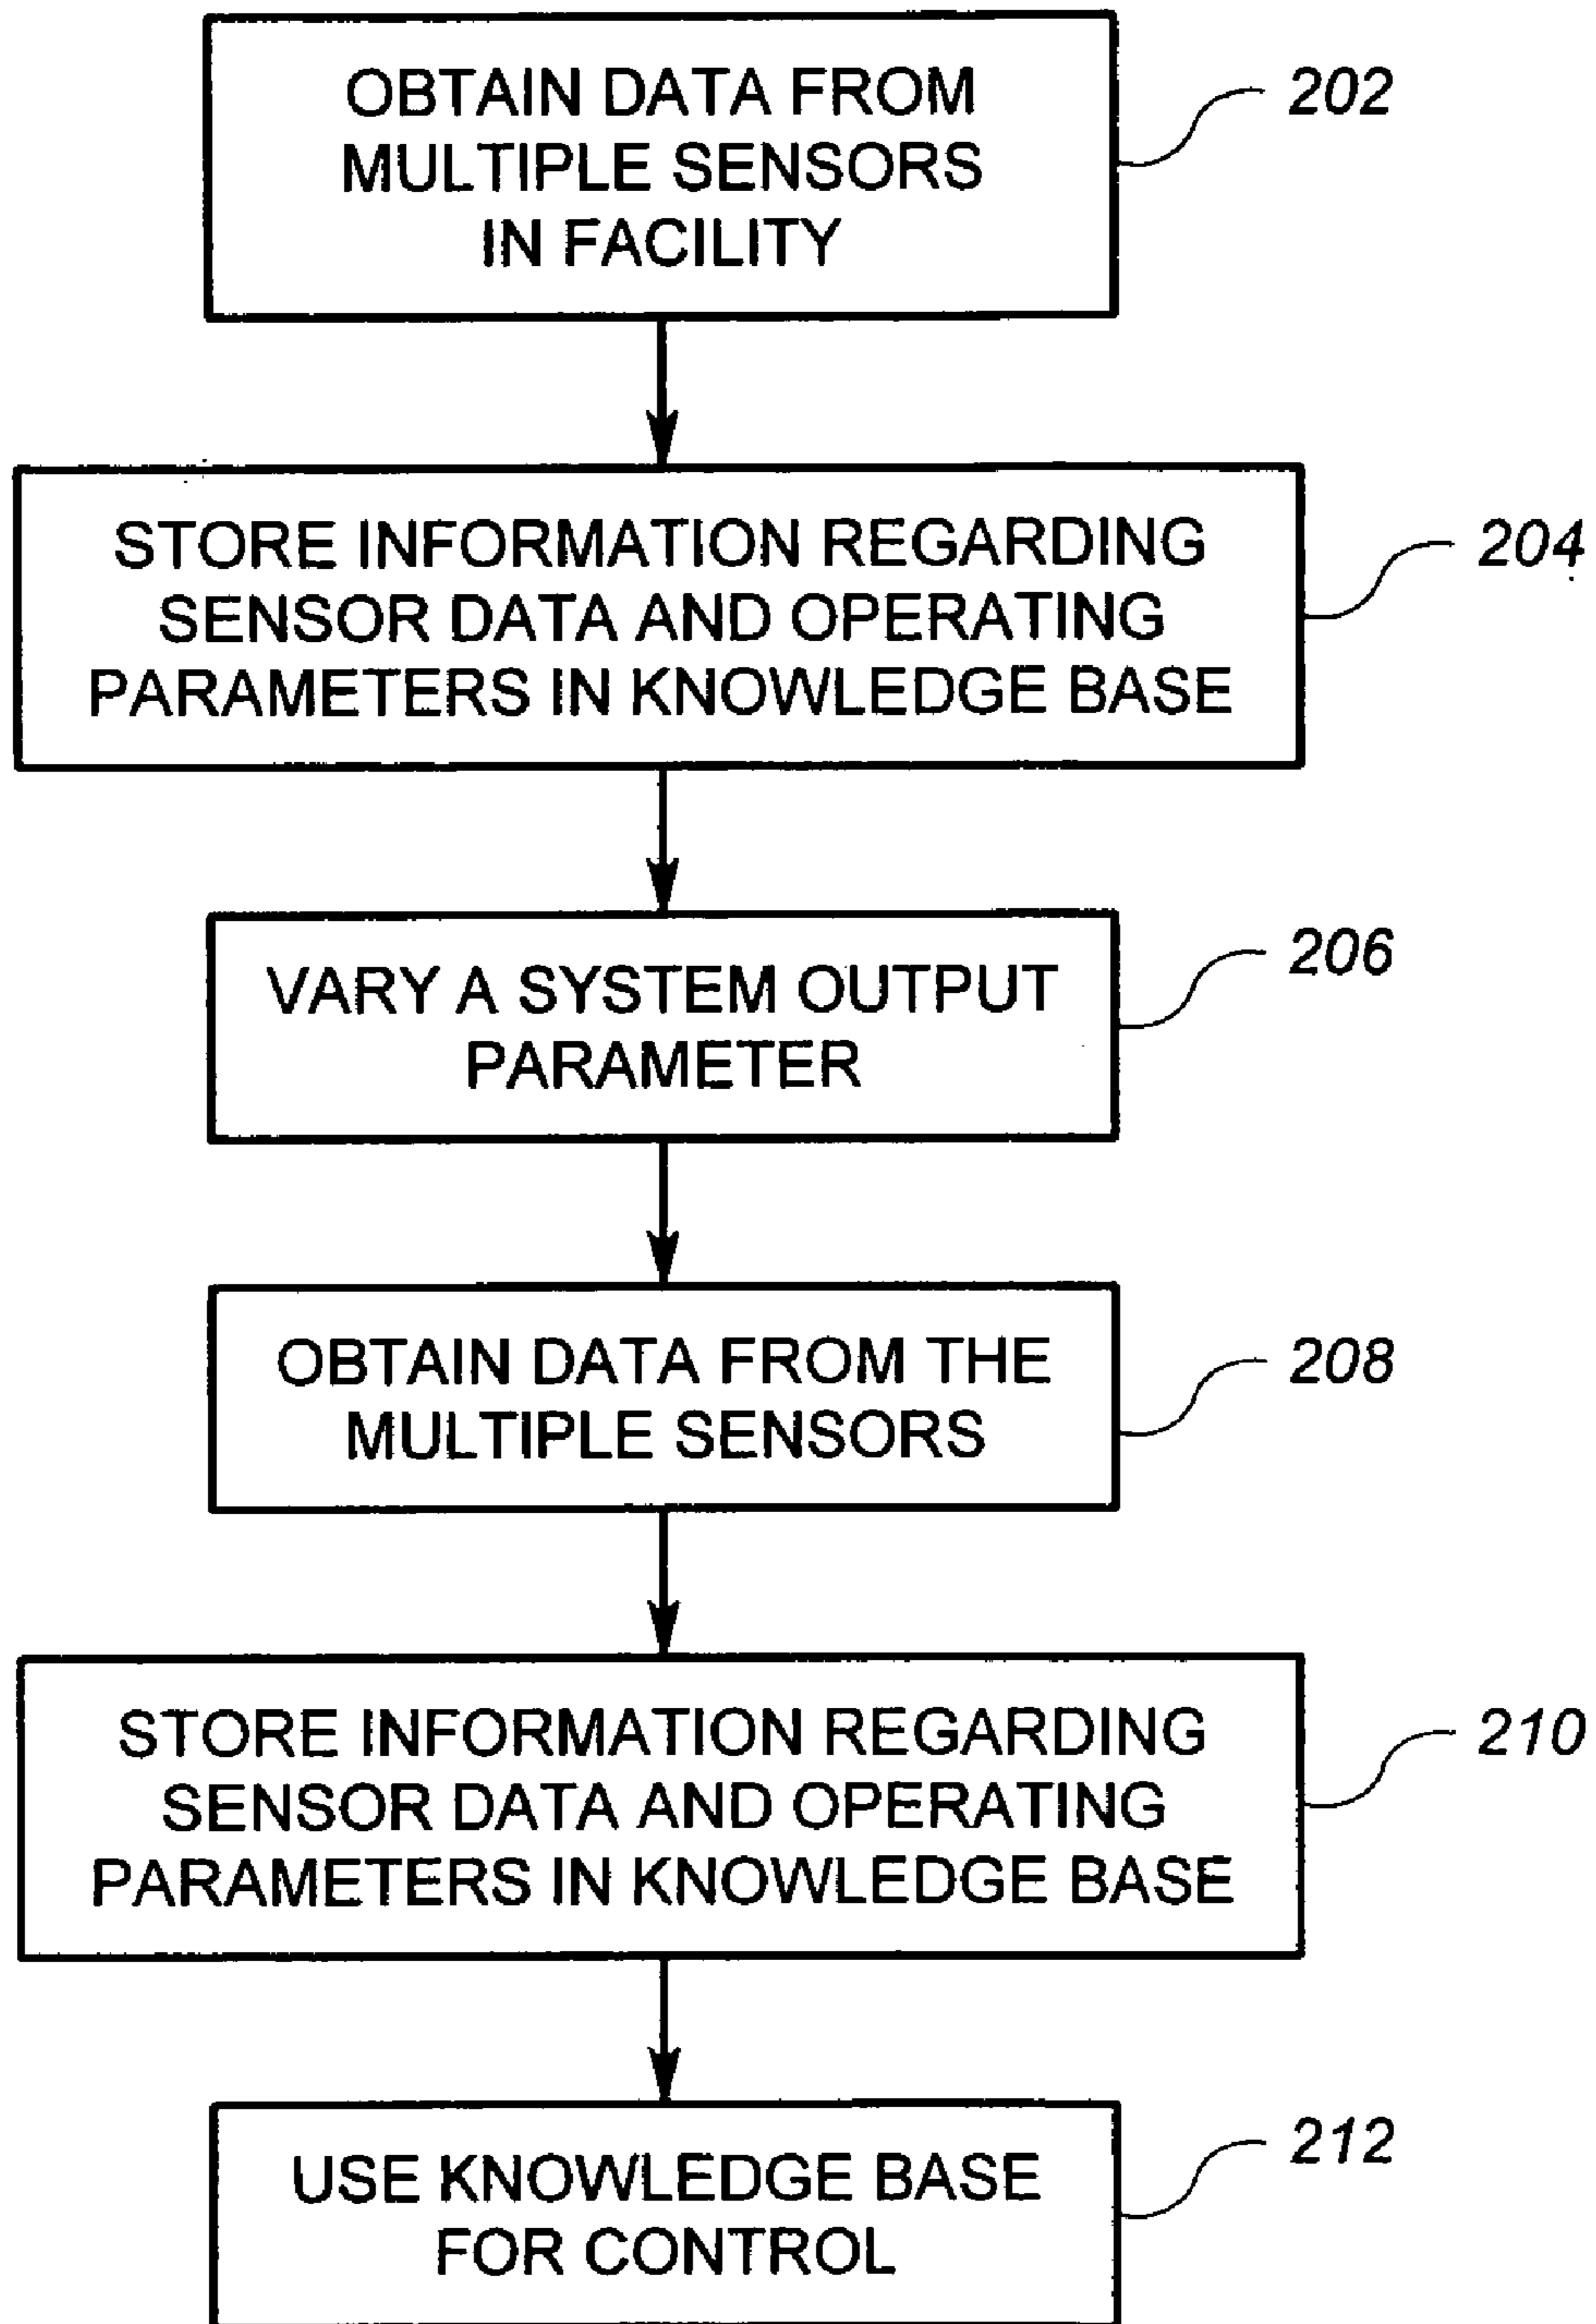 OBTAIN DATA FROM
MULTIPLE SENSORS
IN FACILITY
202
STORE INFORMATION REGARDING
SENSOR DATA AND OPERATING
PARAMETERS IN KNOWLEDGE BASE
204
VARY A SYSTEM OUTPUT
PARAMETER
206
OBTAIN DATA FROM THE
MULTIPLE SENSORS
208
STORE INFORMATION REGARDING
SENSOR DATA AND OPERATING
PARAMETERS IN KNOWLEDGE BASE
210
USE KNOWLEDGE BASE
FOR CONTROL
212